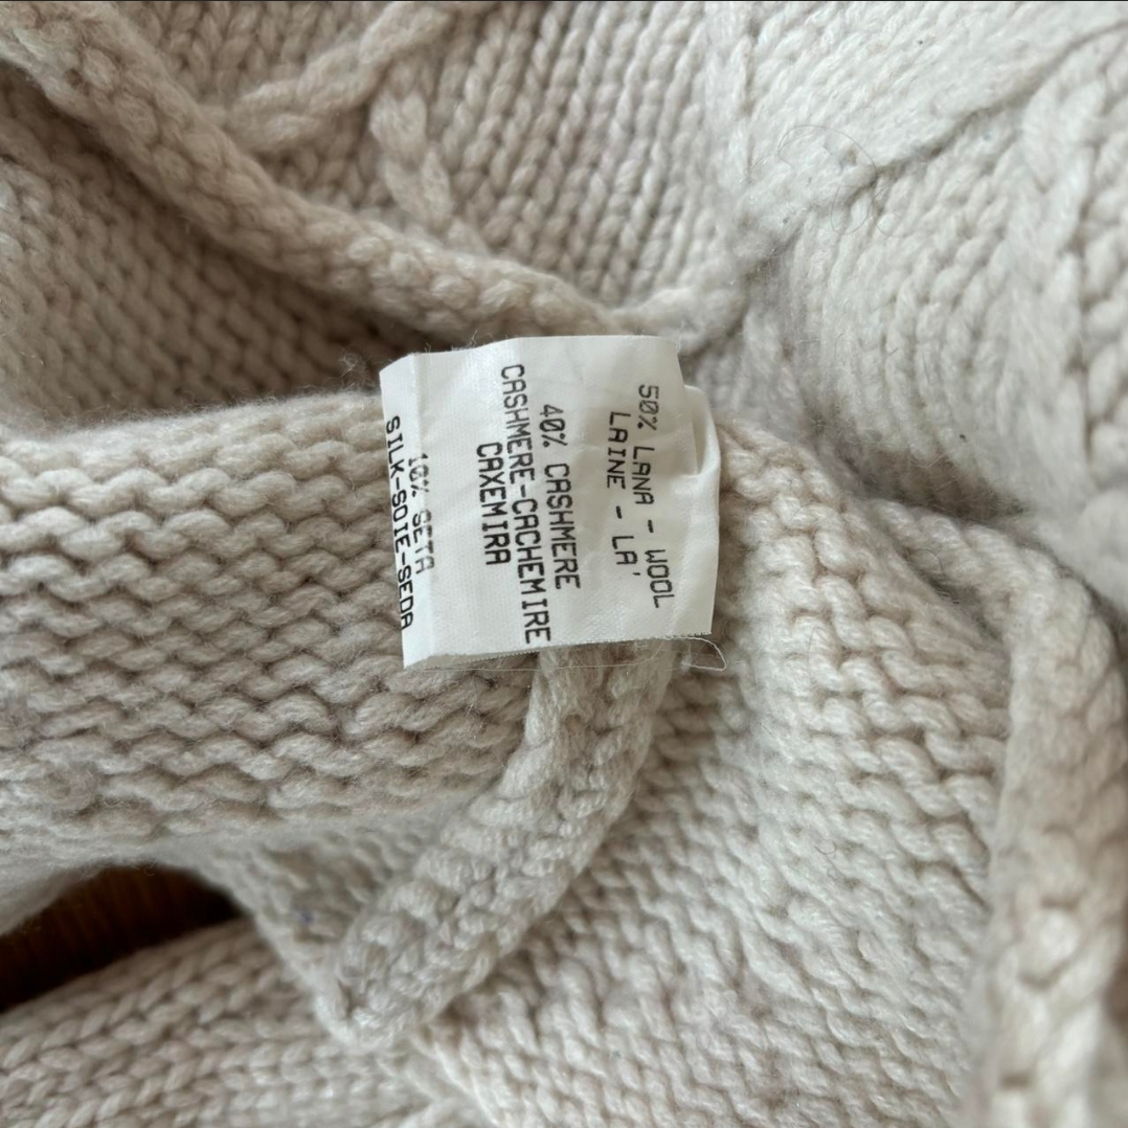 50% LANA - WOOL
LAINE - LA'
40% CASHMERE
CASHMERE-CACHEMIRE
CAXEMIRA
10% SETA
SILK-SOIE-SEDA